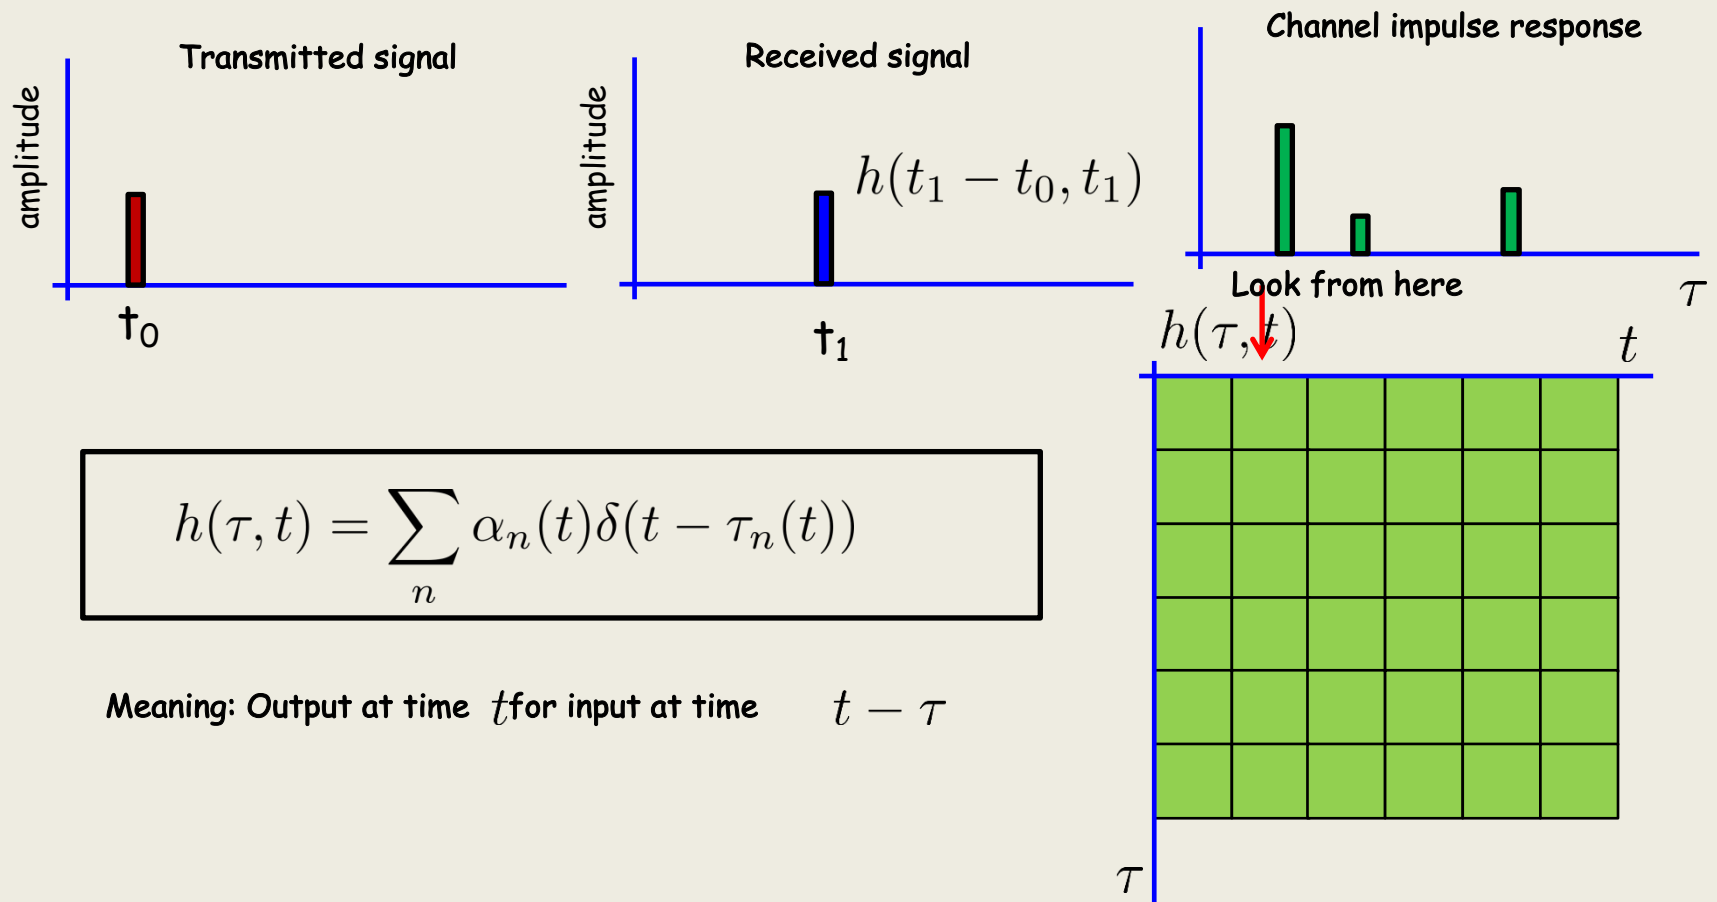 Transmitted signal
amplitude
t₀
Received signal
amplitude
h(t₁ − t₀, t₁)
t₁
Channel impulse response
τ
Look from here
h(τ, t)
t
τ
h(τ, t) = ∑ₙ αₙ(t)δ(t − τₙ(t))
Meaning: Output at time t for input at time t − τ